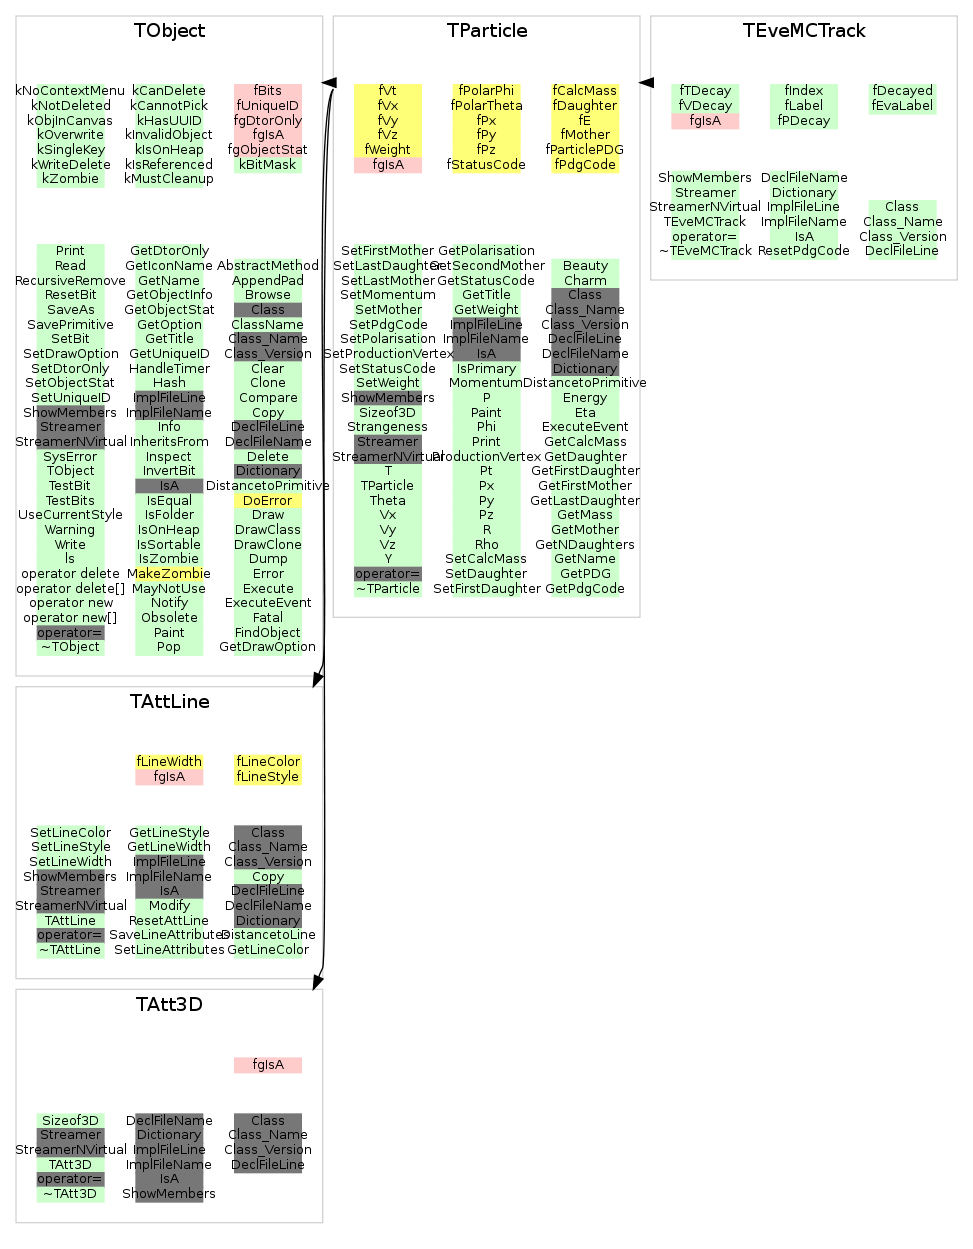 TObject
kNoContextMenu kCanDelete fBits
kNotDeleted kCannotPick fUniqueID
kObjInCanvas kHasUUID fgDtorOnly
kOverwrite kInvalidObject fgIsA
kSingleKey kIsOnHeap fgObjectStat
kWriteDelete kIsReferenced kBitMask
kZombie kMustCleanup
Print GetDtorOnly
Read GetIconName AbstractMethod
RecursiveRemove GetName AppendPad
ResetBit GetObjectInfo Browse
SaveAs GetObjectStat Class
SavePrimitive GetOption ClassName
SetBit GetTitle Class_Name
SetDrawOption GetUniqueID Class_Version
SetDtorOnly HandleTimer Clear
SetObjectStat Hash Clone
SetUniqueID ImplFileLine Compare
ShowMembers ImplFileName Copy
Streamer Info DeclFileLine
StreamerNVirtual InheritsFrom DeclFileName
SysError Inspect Delete
TObject InvertBit Dictionary
TestBit IsA DistancetoPrimitive
TestBits IsEqual DoError
UseCurrentStyle IsFolder Draw
Warning IsOnHeap DrawClass
Write IsSortable DrawClone
ls IsZombie Dump
operator delete MakeZombie Error
operator delete[] MayNotUse Execute
operator new Notify ExecuteEvent
operator new[] Obsolete Fatal
operator= Paint FindObject
~TObject Pop GetDrawOption
TParticle
fVt fPolarPhi fCalcMass
fVx fPolarTheta fDaughter
fVy fPx fE
fVz fPy fMother
fWeight fPz fParticlePDG
fgIsA fStatusCode fPdgCode
SetFirstMother GetPolarisation
SetLastDaughter GetSecondMother Beauty
SetLastMother GetStatusCode Charm
SetMomentum GetTitle Class
SetMother GetWeight Class_Name
SetPdgCode ImplFileLine Class_Version
SetPolarisation ImplFileName DeclFileLine
SetProductionVertex IsA DeclFileName
SetStatusCode IsPrimary Dictionary
SetWeight Momentum DistancetoPrimitive
ShowMembers P Energy
Sizeof3D Paint Eta
Strangeness Phi ExecuteEvent
Streamer Print GetCalcMass
StreamerNVirtual ProductionVertex GetDaughter
T Pt GetFirstDaughter
TParticle Px GetFirstMother
Theta Py GetLastDaughter
Vx Pz GetMass
Vy R GetMother
Vz Rho GetNDaughters
Y SetCalcMass GetName
operator= SetDaughter GetPDG
~TParticle SetFirstDaughter GetPdgCode
TEveMCTrack
fTDecay fIndex fDecayed
fVDecay fLabel fEvaLabel
fgIsA fPDecay
ShowMembers DeclFileName
Streamer Dictionary
StreamerNVirtual ImplFileLine Class
TEveMCTrack ImplFileName Class_Name
operator= IsA Class_Version
~TEveMCTrack ResetPdgCode DeclFileLine
TAttLine
fLineWidth fLineColor
fgIsA fLineStyle
SetLineColor GetLineStyle Class
SetLineStyle GetLineWidth Class_Name
SetLineWidth ImplFileLine Class_Version
ShowMembers ImplFileName Copy
Streamer IsA DeclFileLine
StreamerNVirtual Modify DeclFileName
TAttLine ResetAttLine Dictionary
operator= SaveLineAttributes DistancetoLine
~TAttLine SetLineAttributes GetLineColor
TAtt3D
fgIsA
Sizeof3D DeclFileName Class
Streamer Dictionary Class_Name
StreamerNVirtual ImplFileLine Class_Version
TAtt3D ImplFileName DeclFileLine
operator= IsA
~TAtt3D ShowMembers